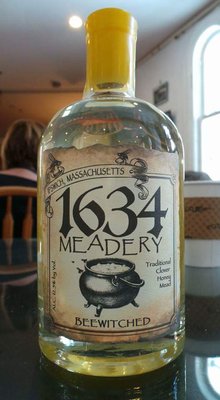 IPSWICH, MASSACHUSETTS
1634
MEADERY
Traditional
Clover
Honey
Mead
BEEWITCHED